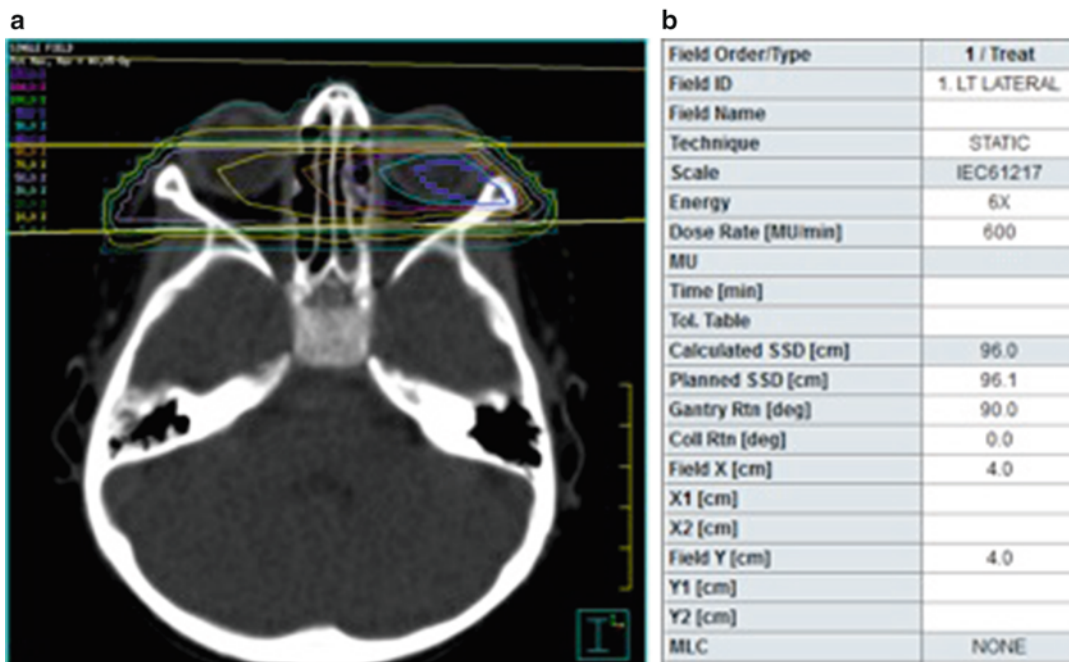 a
b
SINGLE FIELD
Field Order/Type 1 / Treat
Field ID 1. LT LATERAL
Field Name
Technique STATIC
Scale IEC61217
Energy 6X
Dose Rate [MU/min] 600
MU
Time [min]
Tol. Table
Calculated SSD [cm] 96.0
Planned SSD [cm] 96.1
Gantry Rtn [deg] 90.0
Coll Rtn [deg] 0.0
Field X [cm] 4.0
X1 [cm]
X2 [cm]
Field Y [cm] 4.0
Y1 [cm]
Y2 [cm]
MLC NONE